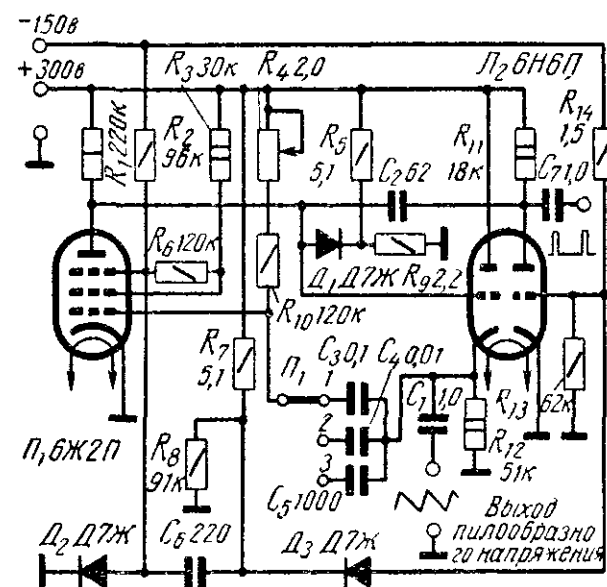 -150в
+300в
R₁ 220к
R₂
96к
R₃ 30к
R₄ 2,0
R₅
5,1
C₂ 62
Л₂ 6Н6П
R₁₁
18к
R₁₄
1,5
C₇ 1,0
R₆ 120к
Д₁ Д7Ж
R₉ 2,2
R₁₀ 120к
R₇
5,1
П₁
C₃ 0,1
C₄ 0,01
C₁ 1,0
1
2
3
R₁₃
62к
П₁ 6Ж2П
R₈
91к
C₅ 1000
R₁₂
51к
Д₂ Д7Ж
C₆ 220
Д₃ Д7Ж
Выход
пилообразно
го напряжения